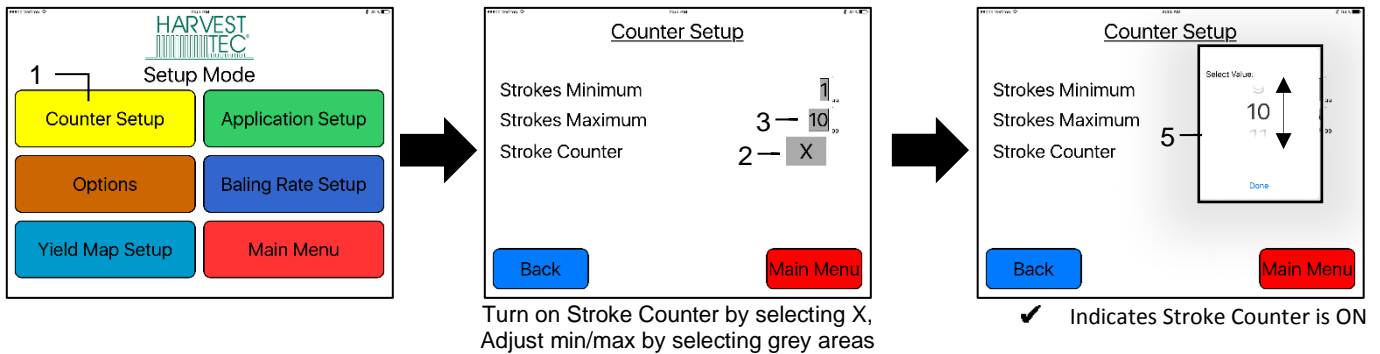 HARVEST
TEC
Setup Mode
1
Counter Setup
Application Setup
Options
Baling Rate Setup
Yield Map Setup
Main Menu
Counter Setup
Strokes Minimum
1
Strokes Maximum
3
10
Stroke Counter
2
X
Back
Main Menu
Turn on Stroke Counter by selecting X,
Adjust min/max by selecting grey areas
Counter Setup
Select Value:
Strokes Minimum
9
10
Strokes Maximum
11
5
Stroke Counter
Done
Back
Main Menu
✔ Indicates Stroke Counter is ON